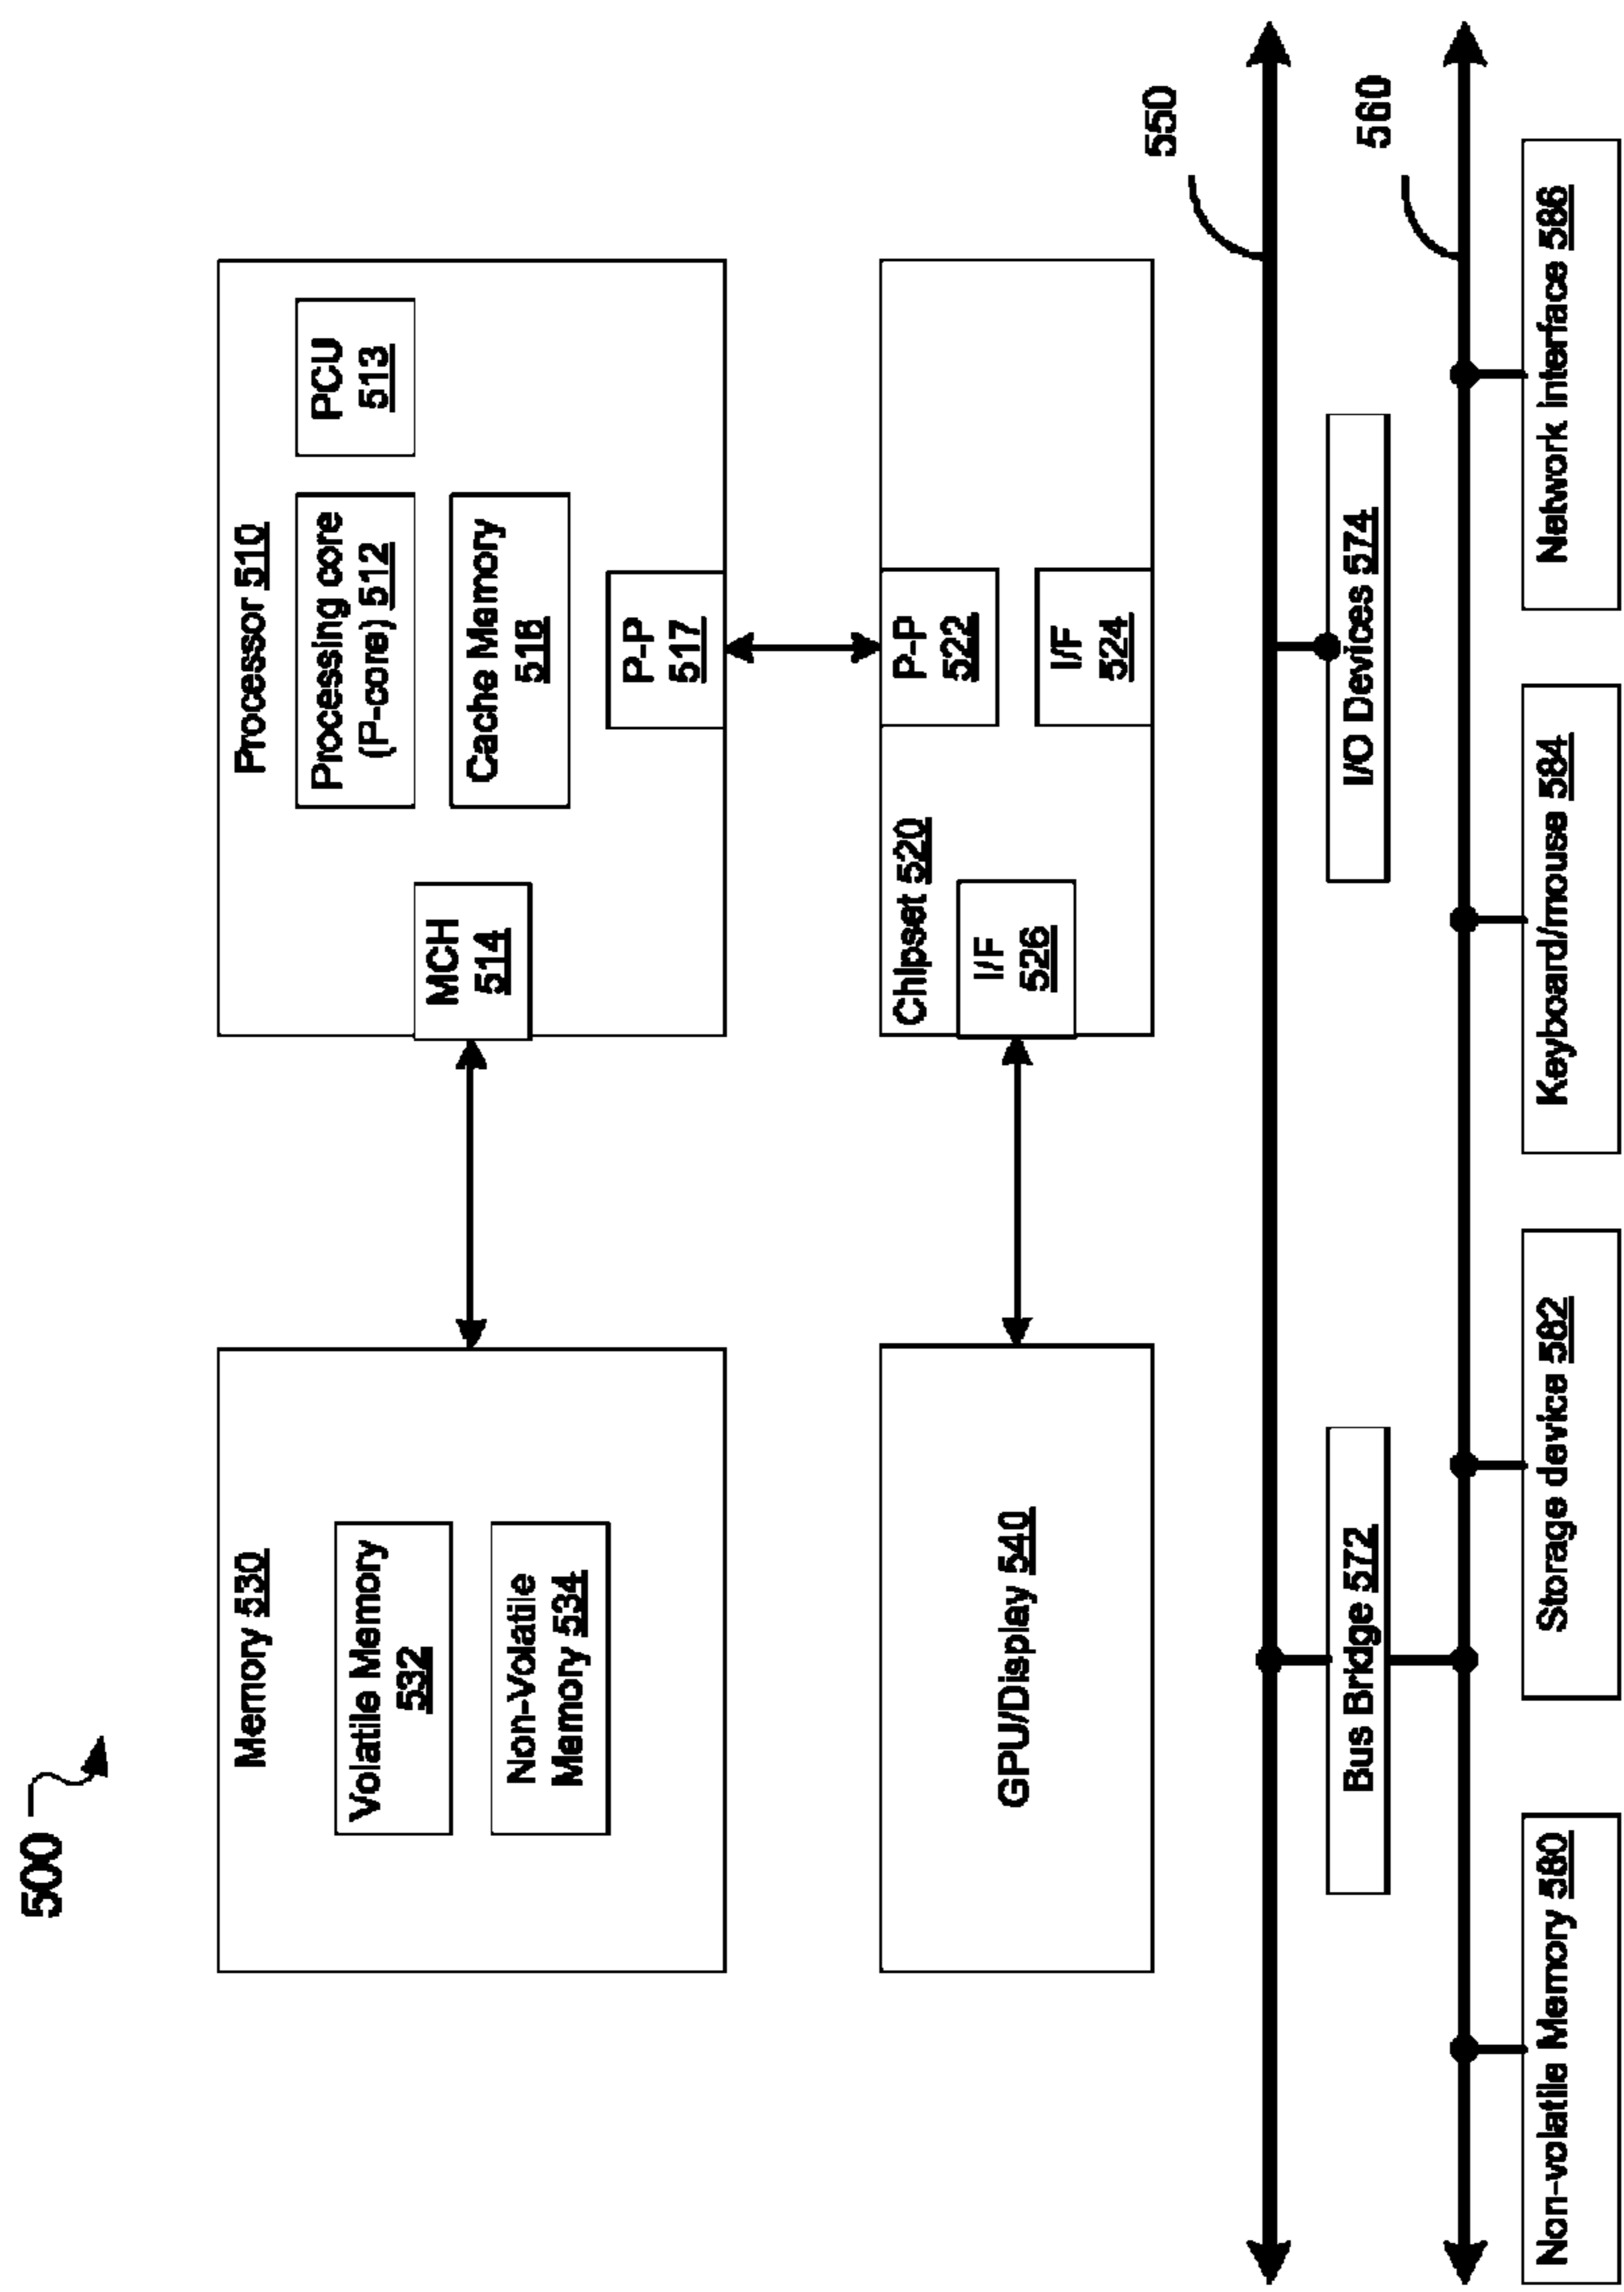 500
Memory 530
Volatile Memory
532
Non-Volatile
Memory 534
Processor 510
Processing core
(P-core) 512
PCU
513
MCH
514
Cache Memory
516
P-P
517
GPU/Display 540
Chipset 520
P-P
522
I/F
526
I/F
524
550
Bus Bridge 572
I/O Devices 574
560
Non-volatile Memory 580
Storage device 582
Keyboard/mouse 584
Network interface 586